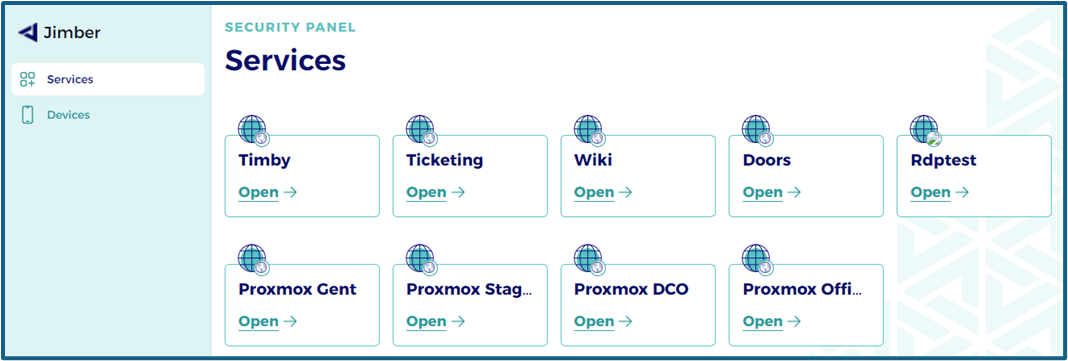 Jimber
Services
Devices
SECURITY PANEL
Services
Timby
Open
Ticketing
Open
Wiki
Open
Doors
Open
Rdptest
Open
Proxmox Gent
Open
Proxmox Stag...
Open
Proxmox DCO
Open
Proxmox Offi...
Open